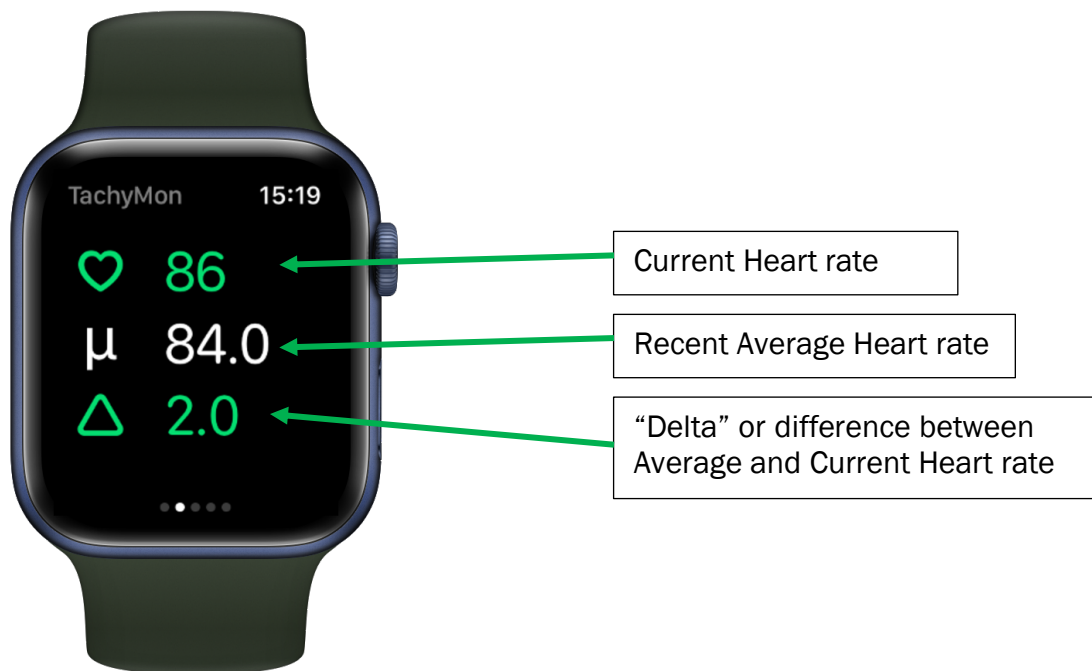 TachyMon 15:19
86
μ 84.0
2.0
Current Heart rate
Recent Average Heart rate
“Delta” or difference between
Average and Current Heart rate